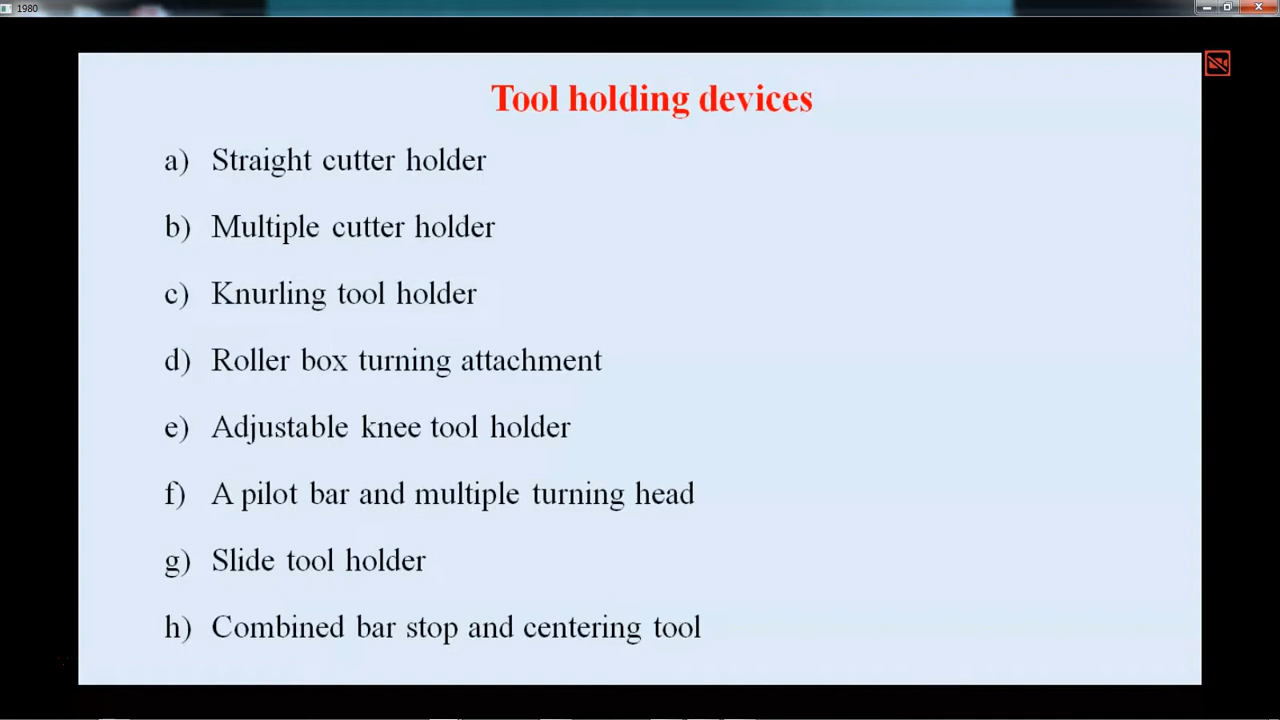 1980
Tool holding devices
a) Straight cutter holder
b) Multiple cutter holder
c) Knurling tool holder
d) Roller box turning attachment
e) Adjustable knee tool holder
f) A pilot bar and multiple turning head
g) Slide tool holder
h) Combined bar stop and centering tool